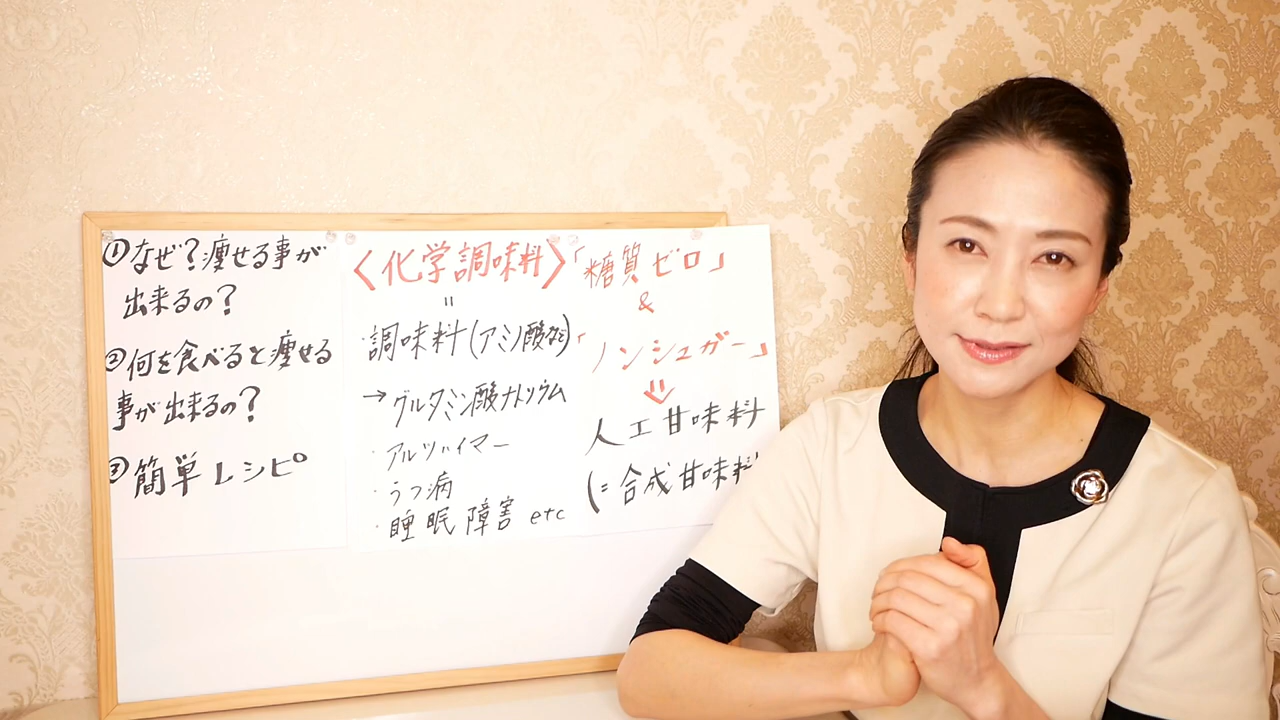 ①なぜ?痩せる事が
出来るの?
②何を食べると痩せる
事が出来るの?
③簡単レシピ
〈化学調味料〉
＝
・調味料(アミノ酸など)
→グルタミン酸ナトリウム
・アルツハイマー
・うつ病
・睡眠障害 etc
「糖質ゼロ」
&
「ノンシュガー」
⇓
人工甘味料
(=合成甘味料